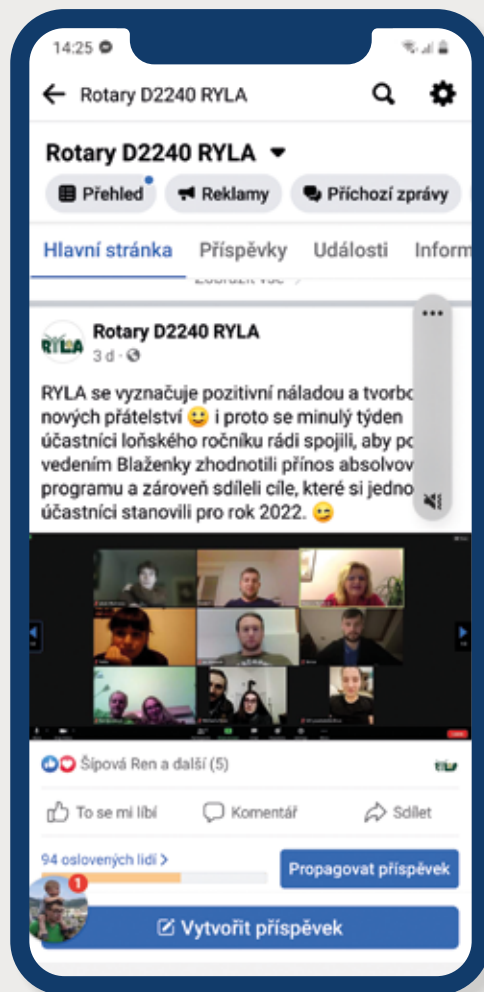 14:25
Rotary D2240 RYLA
Rotary D2240 RYLA
Přehled Reklamy Příchozí zprávy
Hlavní stránka Příspěvky Události Inform
RYLA
Rotary D2240 RYLA
3 d
RYLA se vyznačuje pozitivní náladou a tvorbo
nových přátelství 😃 i proto se minulý týden
účastníci loňského ročníku rádi spojili, aby po
vedením Blaženky zhodnotili přínos absolvov
programu a zároveň sdíleli cíle, které si jedno
účastníci stanovili pro rok 2022. 😉
Šípová Ren a další (5)
To se mi líbí Komentář Sdílet
94 oslovených lidí
Propagovat příspěvek
1
Vytvořit příspěvek